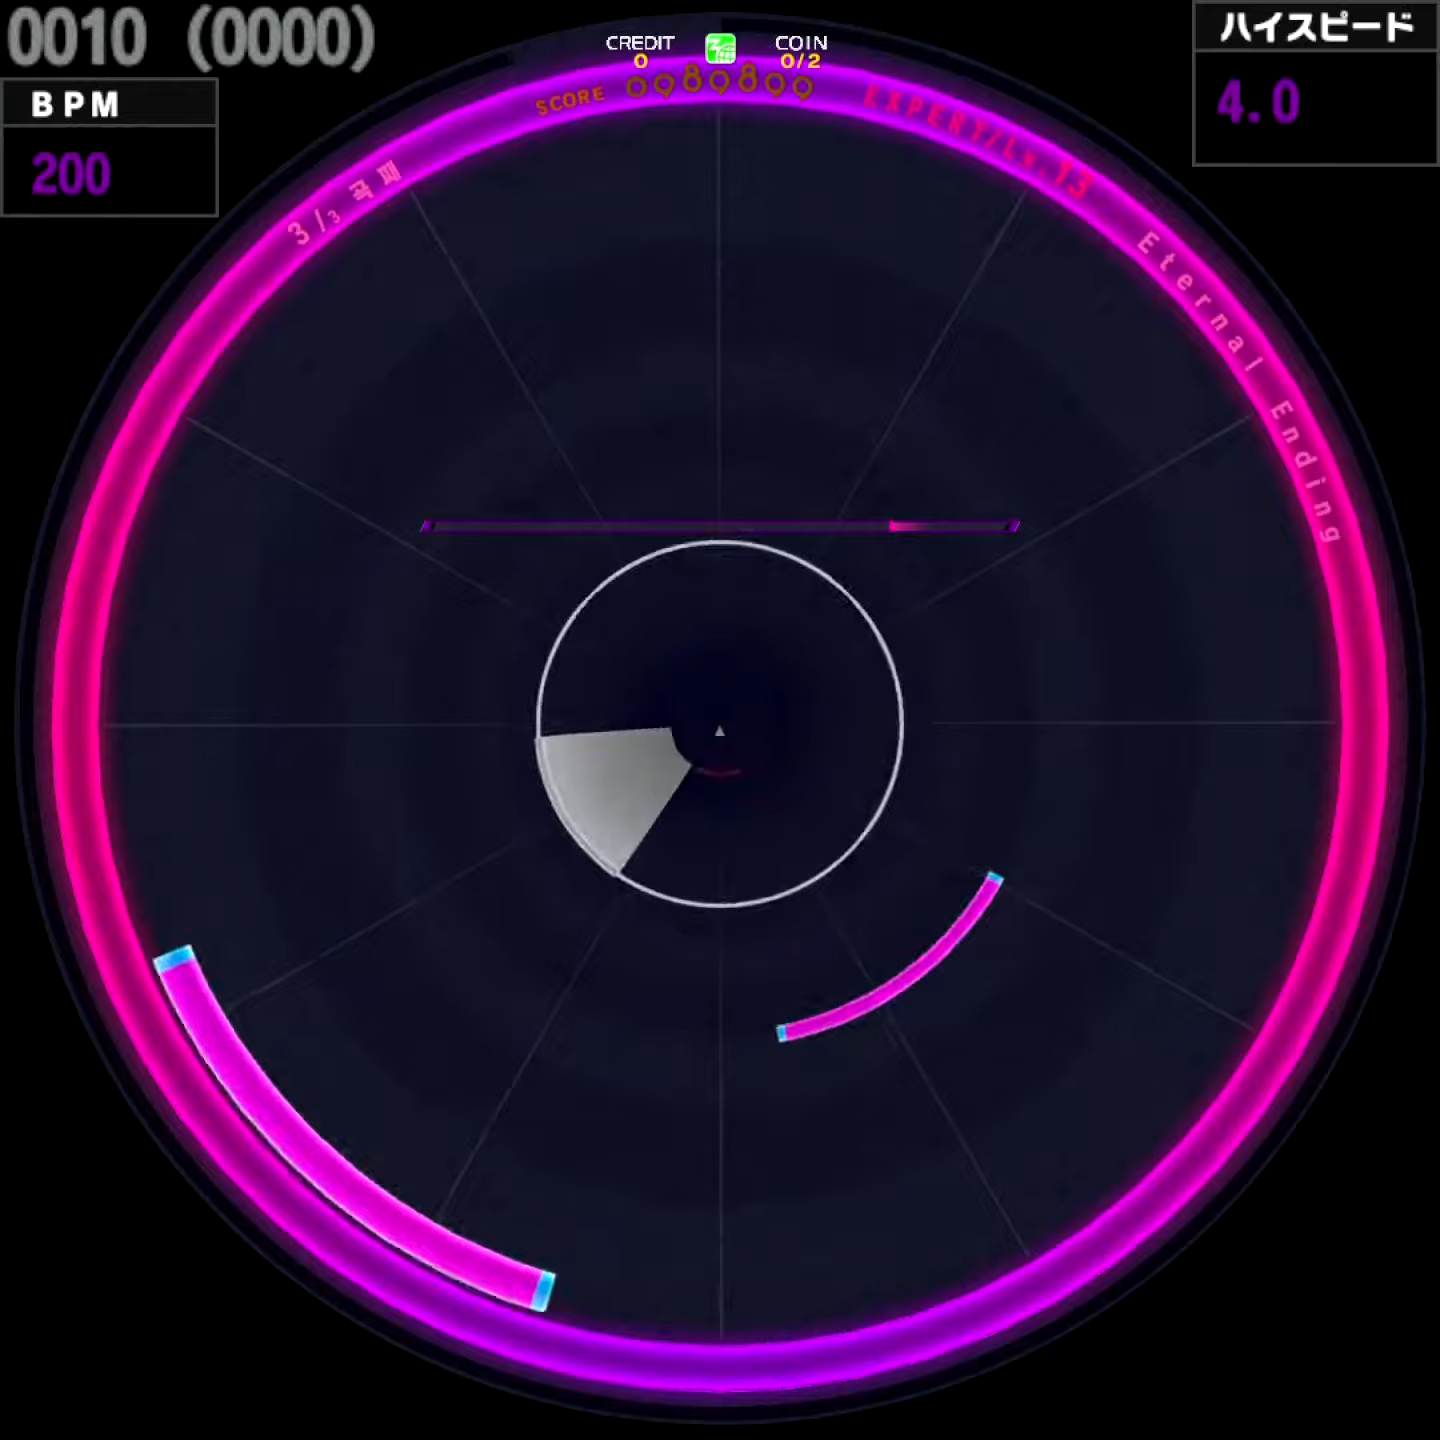 0010 (0000)
BPM
200
CREDIT
0
COIN
0/2
ハイスピード
4.0
3/3 곡째
SCORE
EXPERT/Lv.13
Eternal Ending